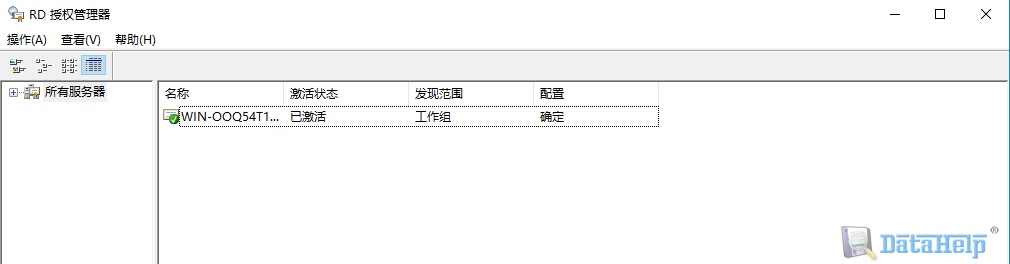 RD 授权管理器
操作(A) 查看(V) 帮助(H)
所有服务器
名称 激活状态 发现范围 配置
WIN-OOQ54T1... 已激活 工作组 确定
DataHelp®